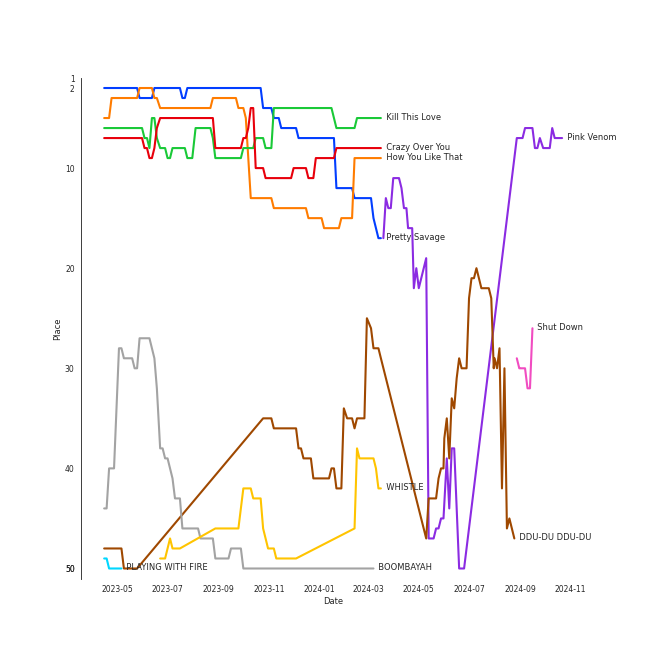 1
2
Kill This Love
Pink Venom
Crazy Over You
How You Like That
10
Pretty Savage
20
Shut Down
Place
30
40
WHISTLE
DDU-DU DDU-DU
50
PLAYING WITH FIRE
BOOMBAYAH
2023-05 2023-07 2023-09 2023-11 2024-01 2024-03 2024-05 2024-07 2024-09 2024-11
Date